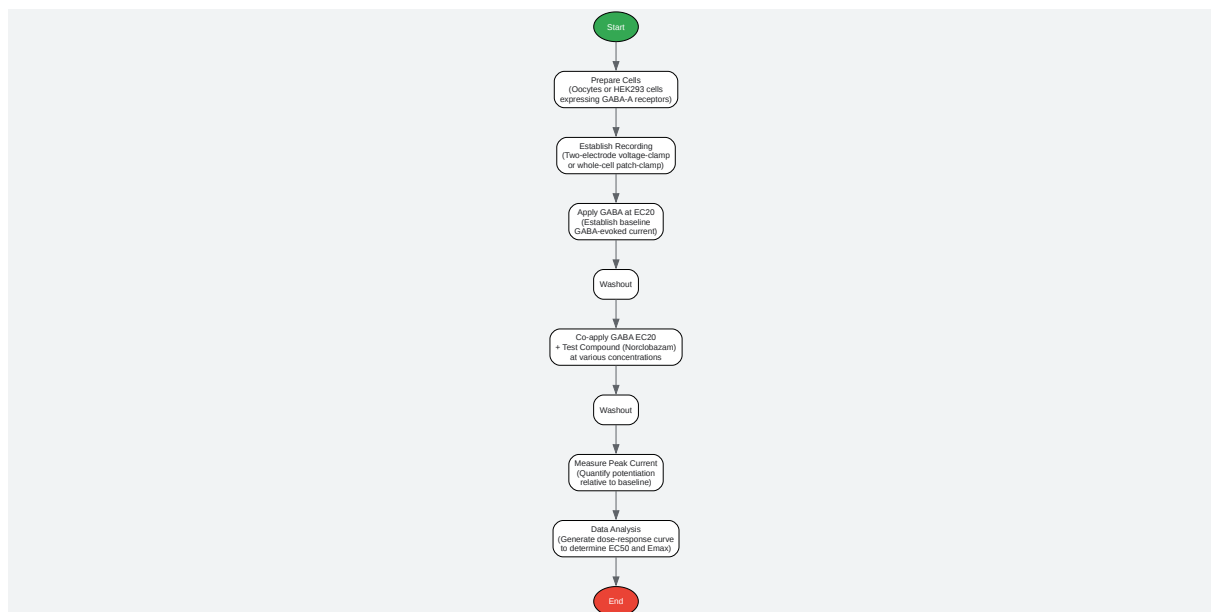 Start
Prepare Cells
(Oocytes or HEK293 cells
expressing GABA-A receptors)
Establish Recording
(Two-electrode voltage-clamp
or whole-cell patch-clamp)
Apply GABA at EC20
(Establish baseline
GABA-evoked current)
Washout
Co-apply GABA EC20
+ Test Compound (Norclobazam)
at various concentrations
Washout
Measure Peak Current
(Quantify potentiation
relative to baseline)
Data Analysis
(Generate dose-response curve
to determine EC50 and Emax)
End